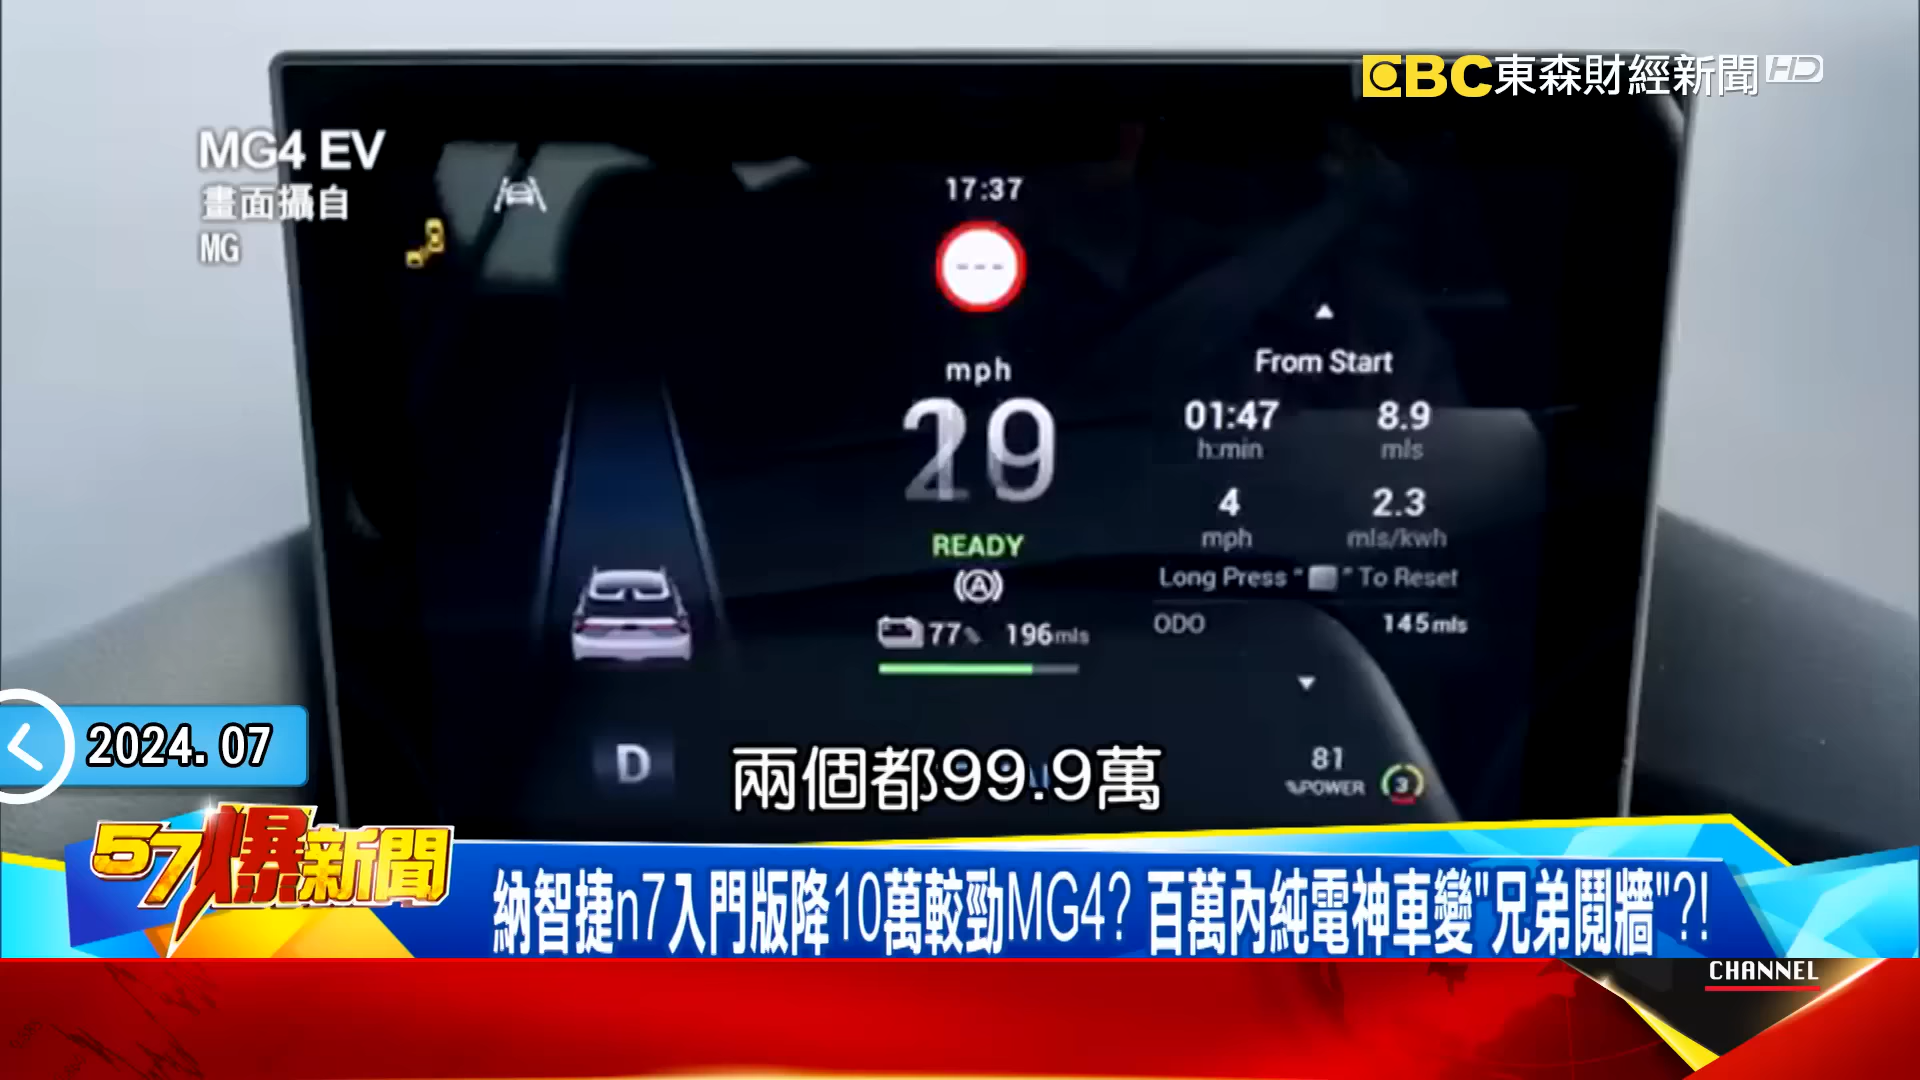 EBC東森財經新聞HD
MG4 EV
畫面攝自
MG
17:37
---
mph
From Start
01:47 8.9
h:min mls
4 2.3
mph mls/kwh
READY
Long Press " " To Reset
77% 196mls
ODO 145mls
2024.07
D
兩個都99.9萬
81
%POWER 3
57爆新聞
納智捷n7入門版降10萬較勁MG4? 百萬內純電神車變"兄弟鬩牆"?!
CHANNEL